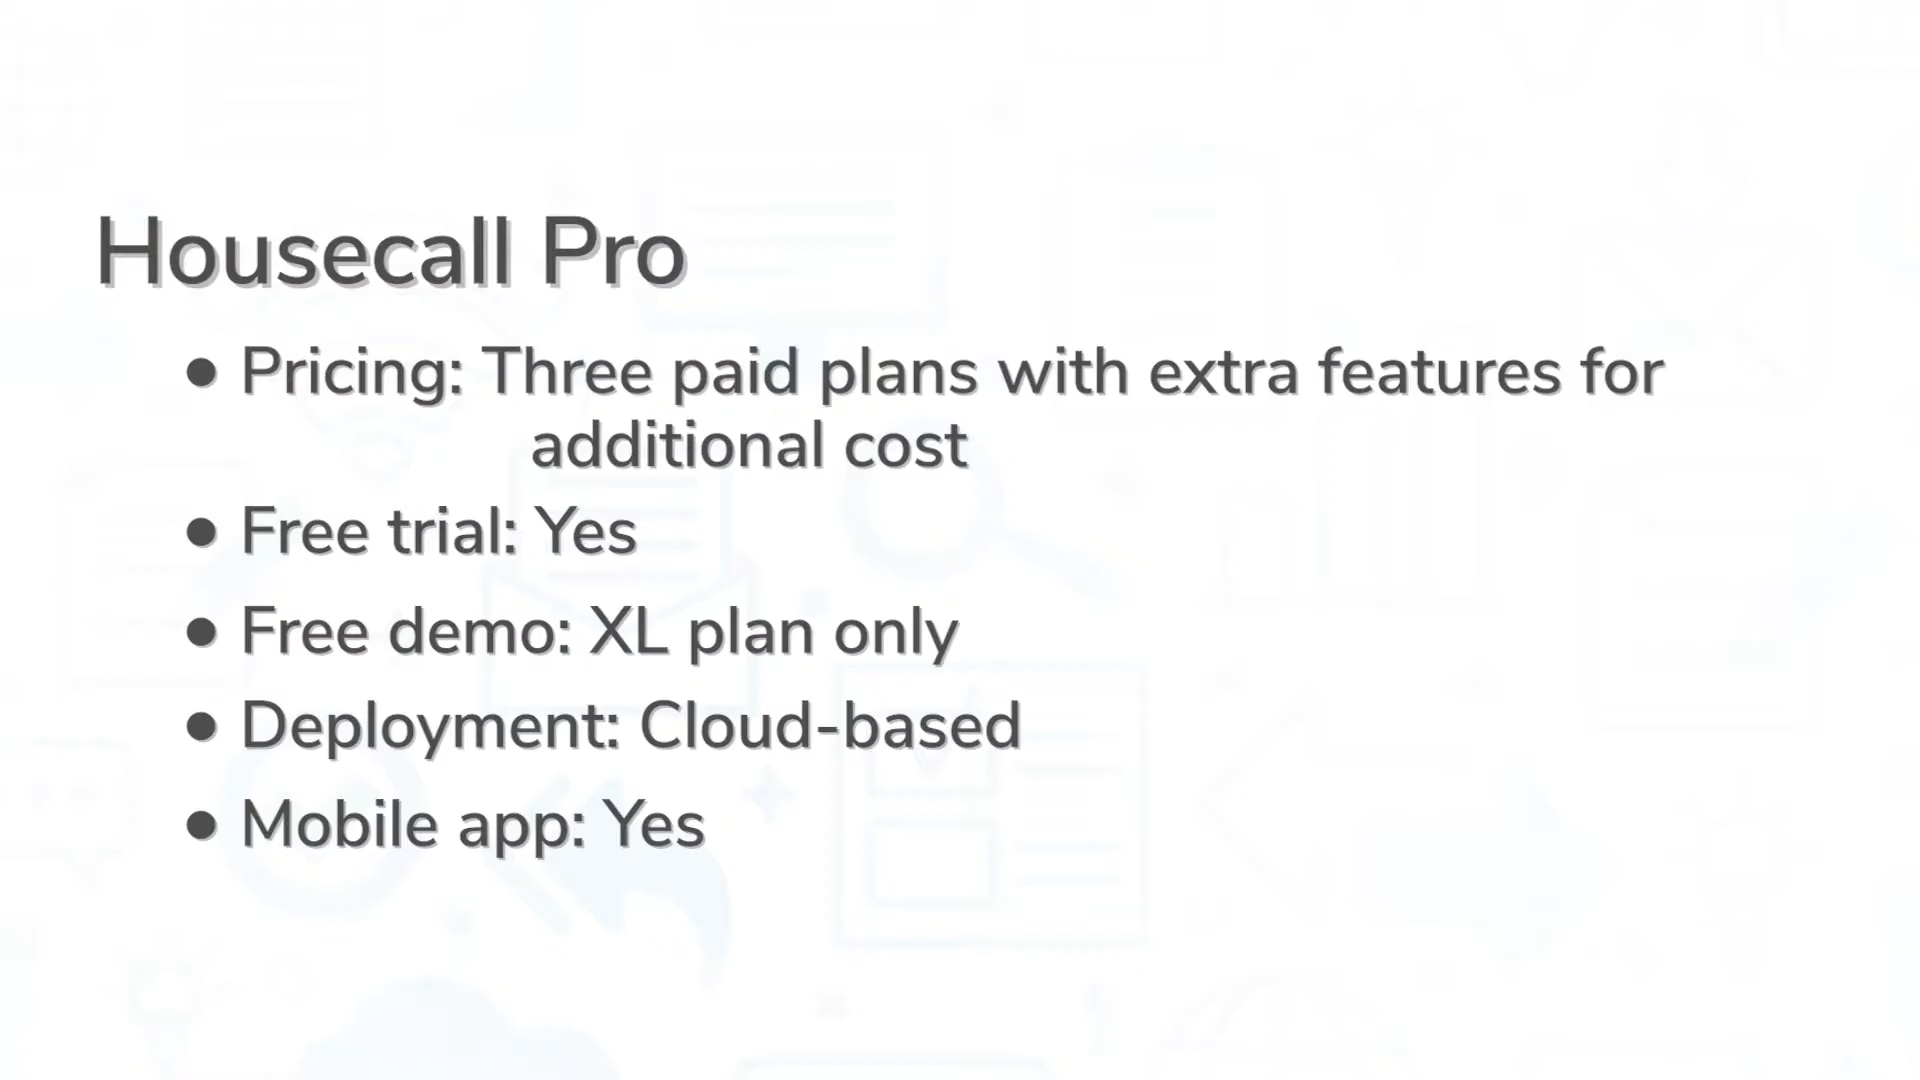 Housecall Pro
● Pricing: Three paid plans with extra features for
additional cost
● Free trial: Yes
● Free demo: XL plan only
● Deployment: Cloud-based
● Mobile app: Yes